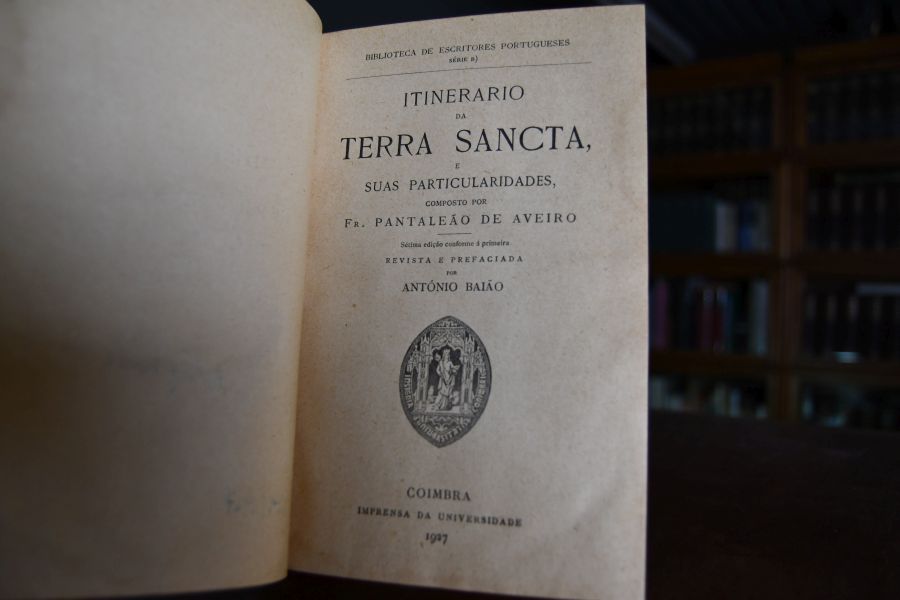 BIBLIOTECA DE ESCRITORES PORTUGUESES
SÉRIE B)
ITINERARIO
DA
TERRA SANCTA,
E
SUAS PARTICULARIDADES,
COMPOSTO POR
FR. PANTALEÃO DE AVEIRO
Sétima edição conforme á primeira
REVISTA E PREFACIADA
POR
ANTÓNIO BAIÃO
COIMBRA
IMPRENSA DA UNIVERSIDADE
1927